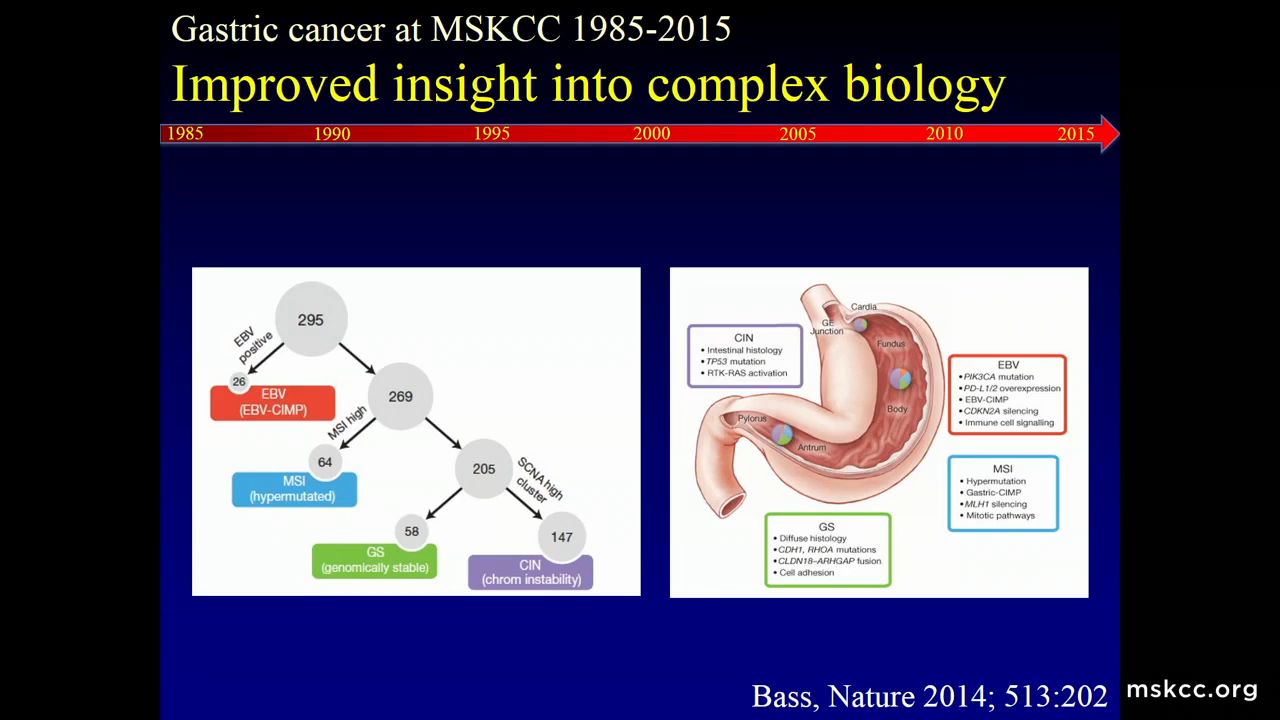 Gastric cancer at MSKCC 1985-2015
Improved insight into complex biology
1985 1990 1995 2000 2005 2010 2015
295
EBV
positive
26
EBV
(EBV-CIMP)
269
MSI high
64
MSI
(hypermutated)
205
SCNA high
cluster
58
GS
(genomically stable)
147
CIN
(chrom instability)
Cardia
GE
Junction
Fundus
Body
Pylorus
Antrum
CIN
• Intestinal histology
• TP53 mutation
• RTK-RAS activation
EBV
• PIK3CA mutation
• PD-L1/2 overexpression
• EBV-CIMP
• CDKN2A silencing
• Immune cell signalling
MSI
• Hypermutation
• Gastric-CIMP
• MLH1 silencing
• Mitotic pathways
GS
• Diffuse histology
• CDH1, RHOA mutations
• CLDN18–ARHGAP fusion
• Cell adhesion
Bass, Nature 2014; 513:202
mskcc.org